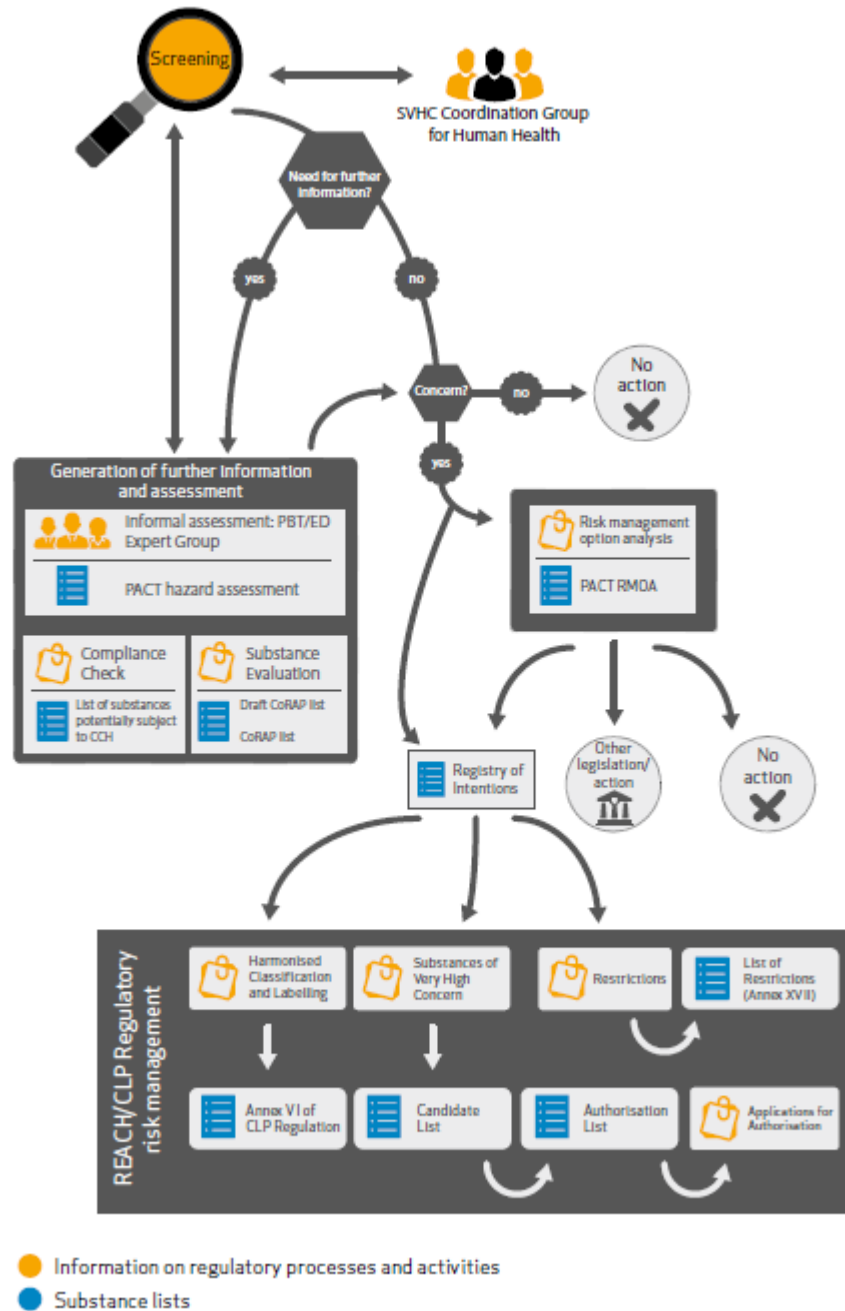 Screening
SVHC Coordination Group
for Human Health
Need for further
information?
yes
no
Concern?
no
No
action
yes
Generation of further information
and assessment
Informal assessment: PBT/ED
Expert Group
PACT hazard assessment
Compliance
Check
List of substances
potentially subject
to CCH
Substance
Evaluation
Draft CoRAP list
CoRAP list
Risk management
option analysis
PACT RMOA
Registry of
Intentions
Other
legislation/
action
No
action
REACH/CLP Regulatory
risk management
Harmonised
Classification
and Labelling
Substances of
Very High
Concern
Restrictions
List of
Restrictions
(Annex XVII)
Annex VI of
CLP Regulation
Candidate
List
Authorisation
List
Applications for
Authorisation
Information on regulatory processes and activities
Substance lists